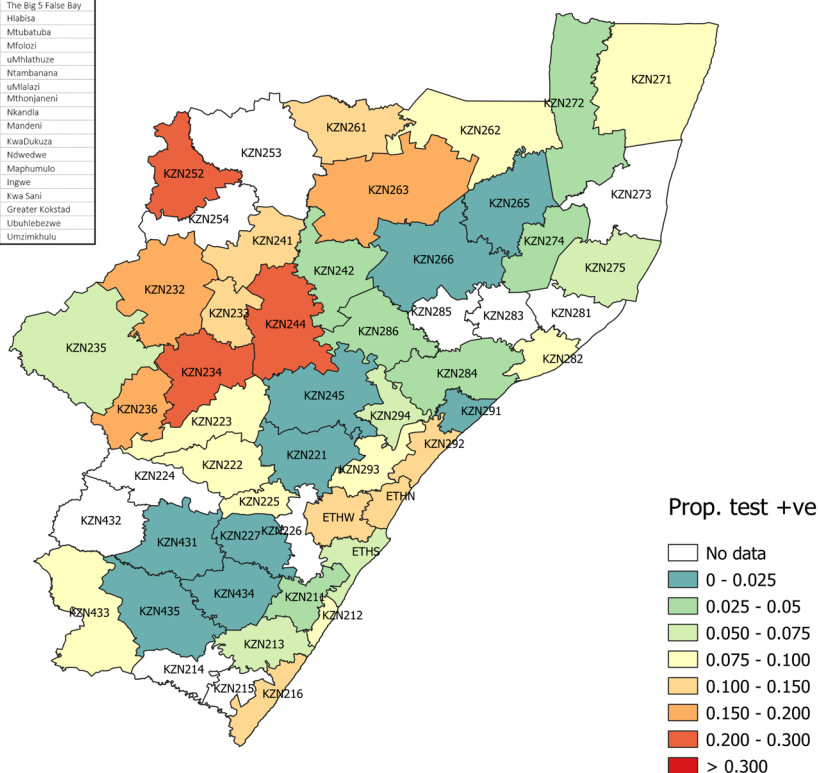 The Big 5 False Bay
Hlabisa
Mtubatuba
Mfolozi
uMhlathuze
Ntambanana
uMlalazi
Mthonjaneni
Nkandla
Mandeni
KwaDukuza
Ndwedwe
Maphumulo
Ingwe
Kwa Sani
Greater Kokstad
Ubuhlebezwe
Umzimkhulu
KZN271
KZN272
KZN261
KZN262
KZN253
KZN252
KZN263
KZN273
KZN265
KZN254
KZN241
KZN274
KZN266
KZN242
KZN275
KZN232
KZN233
KZN285
KZN283
KZN281
KZN244
KZN286
KZN235
KZN282
KZN234
KZN284
KZN245
KZN236
KZN291
KZN294
KZN223
KZN292
KZN221
KZN222
KZN293
KZN224
ETHN
KZN225
ETHW
KZN432
KZN226
KZN227
KZN431
ETHS
KZN434
KZN211
KZN435
KZN433
KZN212
KZN213
KZN214
KZN215
KZN216
Prop. test +ve
No data
0 - 0.025
0.025 - 0.05
0.050 - 0.075
0.075 - 0.100
0.100 - 0.150
0.150 - 0.200
0.200 - 0.300
> 0.300